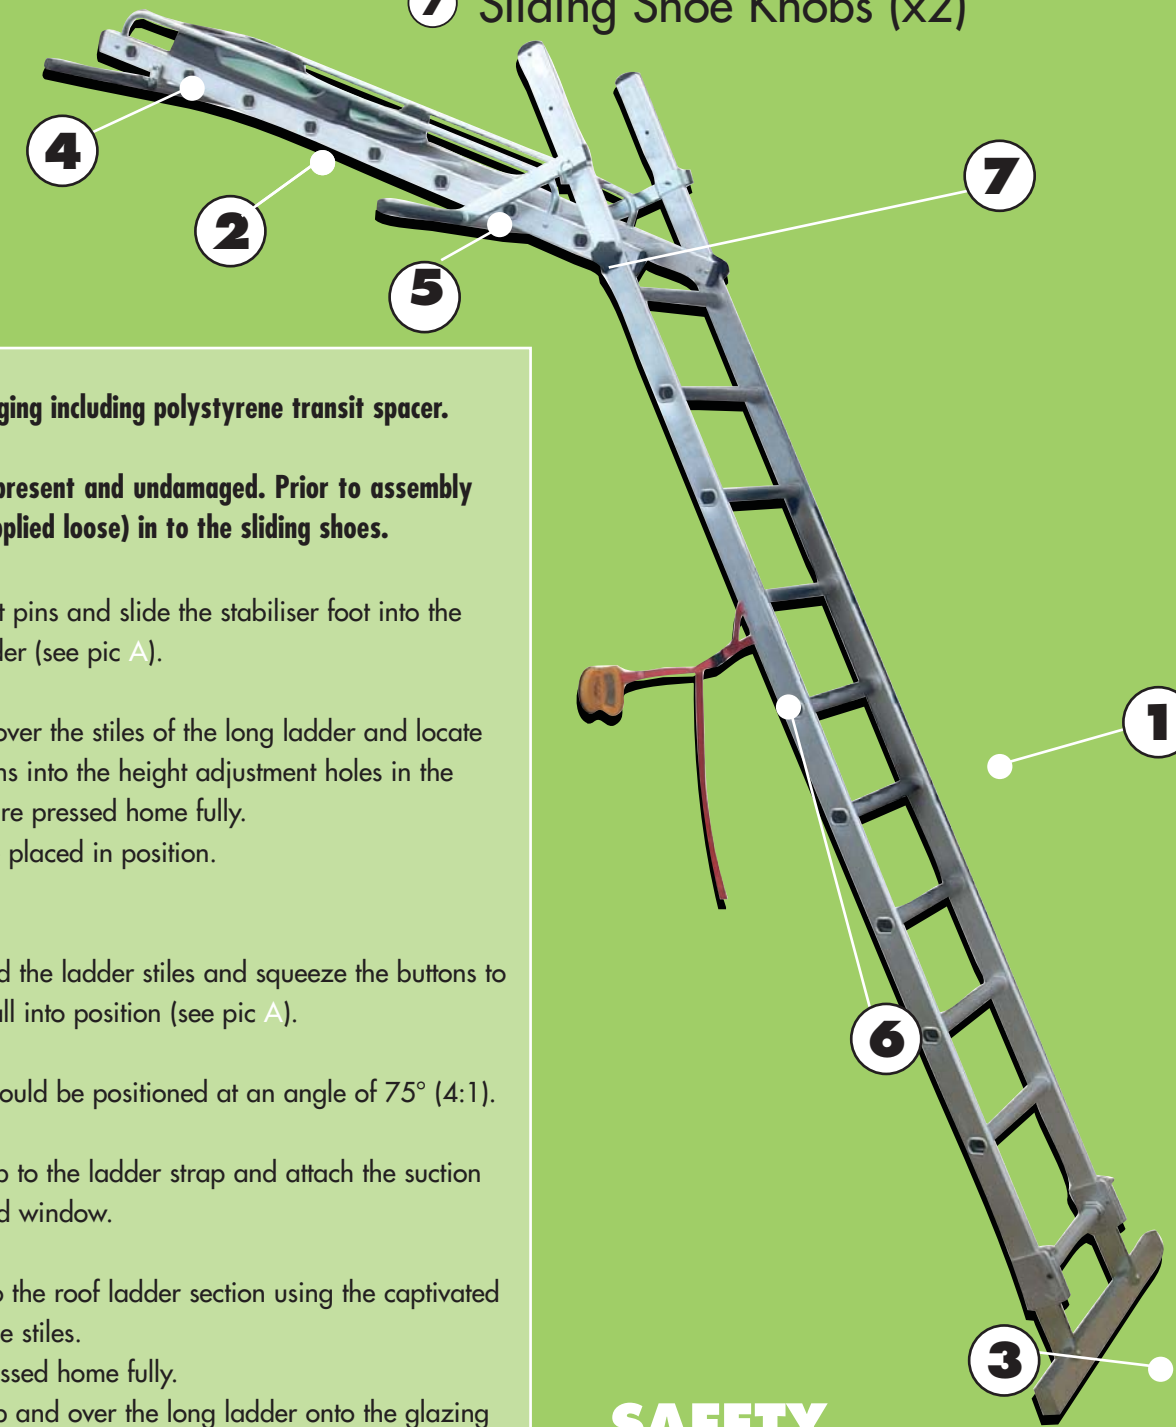 7 Sliding Shoe Knobs (x2)
4
2
5
7
1
6
3
ging including polystyrene transit spacer.
present and undamaged. Prior to assembly
pplied loose) in to the sliding shoes.
t pins and slide the stabiliser foot into the
der (see pic A).
over the stiles of the long ladder and locate
ns into the height adjustment holes in the
re pressed home fully.
placed in position.
d the ladder stiles and squeeze the buttons to
all into position (see pic A).
ould be positioned at an angle of 75° (4:1).
p to the ladder strap and attach the suction
d window.
o the roof ladder section using the captivated
e stiles.
ssed home fully.
p and over the long ladder onto the glazing
SAFETY